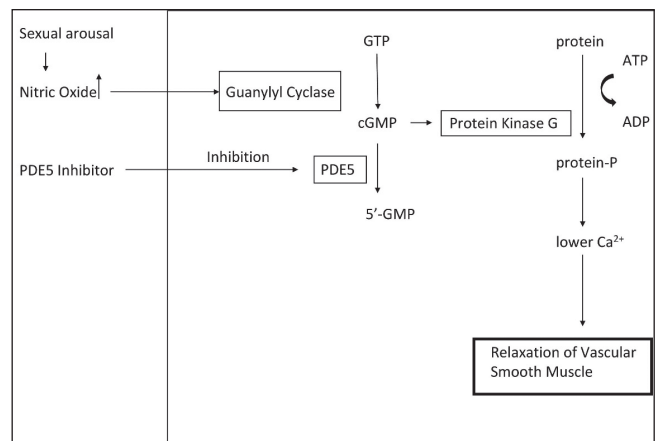 Sexual arousal
Nitric Oxide
PDE5 Inhibitor
Guanylyl Cyclase
Inhibition
PDE5
GTP
cGMP
5′-GMP
Protein Kinase G
protein
ATP
ADP
protein-P
lower Ca²⁺
Relaxation of Vascular
Smooth Muscle